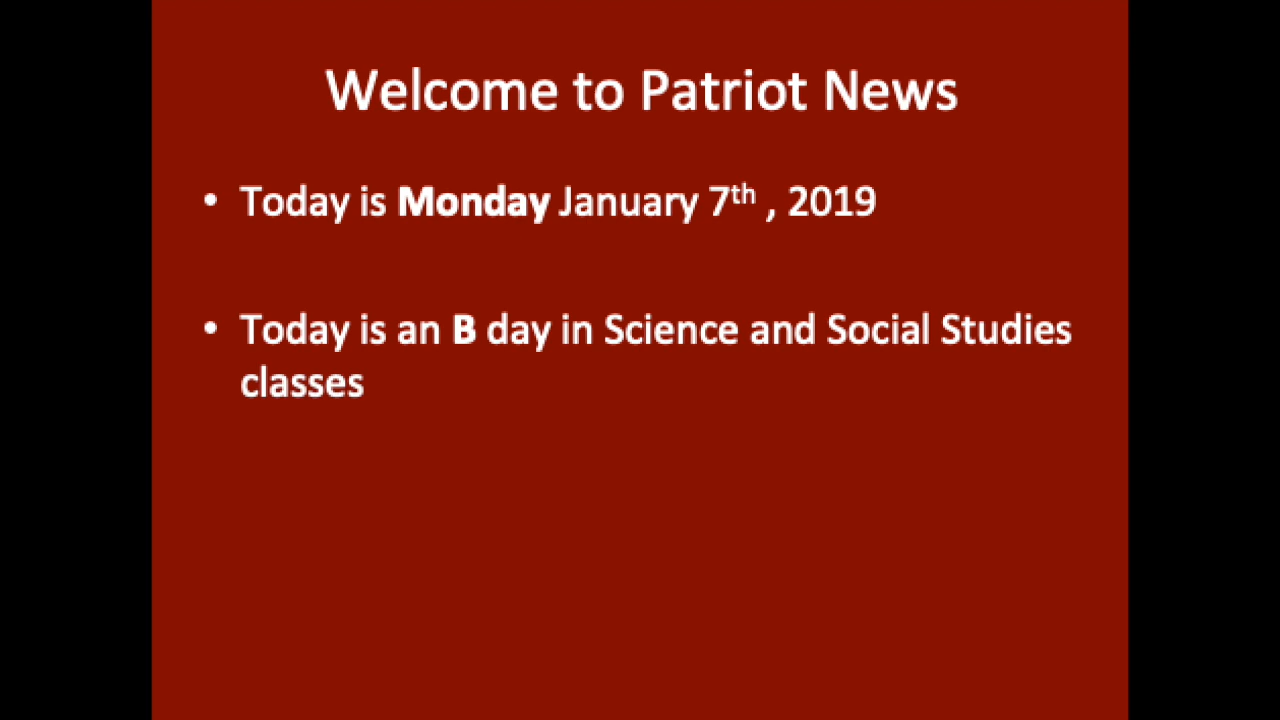 Welcome to Patriot News
• Today is Monday January 7th , 2019
• Today is an B day in Science and Social Studies
classes